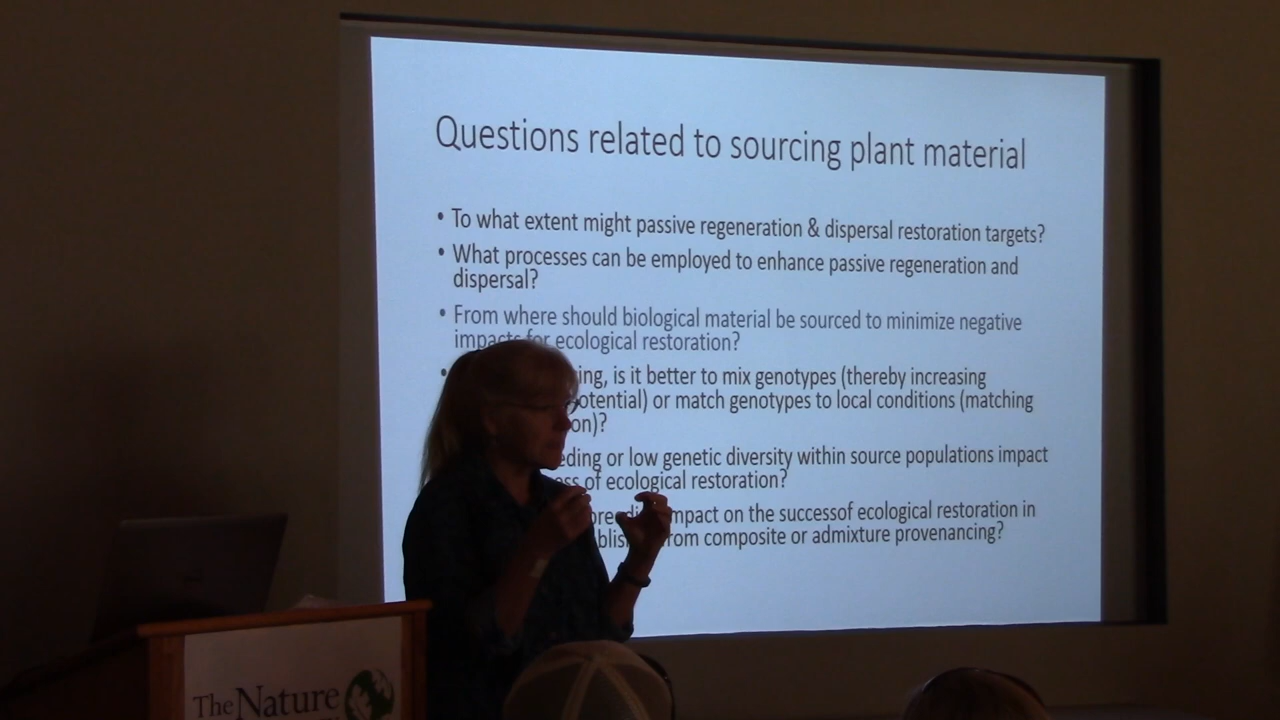 Questions related to sourcing plant material
• To what extent might passive regeneration & dispersal restoration targets?
• What processes can be employed to enhance passive regeneration and
dispersal?
• From where should biological material be sourced to minimize negative
impacts for ecological restoration?
• is it better to mix genotypes (thereby increasing
otential) or match genotypes to local conditions (matching
on)?
eding or low genetic diversity within source populations impact
ess of ecological restoration?
impact on the successof ecological restoration in
from composite or admixture provenancing?
The Nature